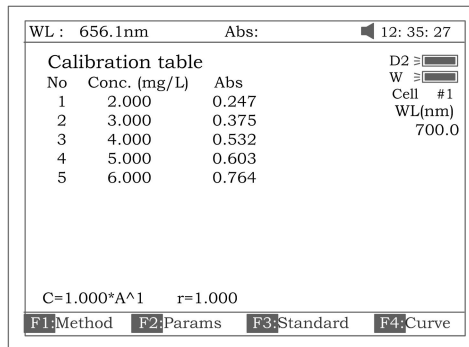 WL : 656.1nm Abs: 12: 35: 27
Calibration table
D2
No Conc. (mg/L) Abs
W
1 2.000 0.247
Cell #1
2 3.000 0.375
WL(nm)
3 4.000 0.532
700.0
4 5.000 0.603
5 6.000 0.764
C=1.000*A^1 r=1.000
F1:Method F2:Params F3:Standard F4:Curve